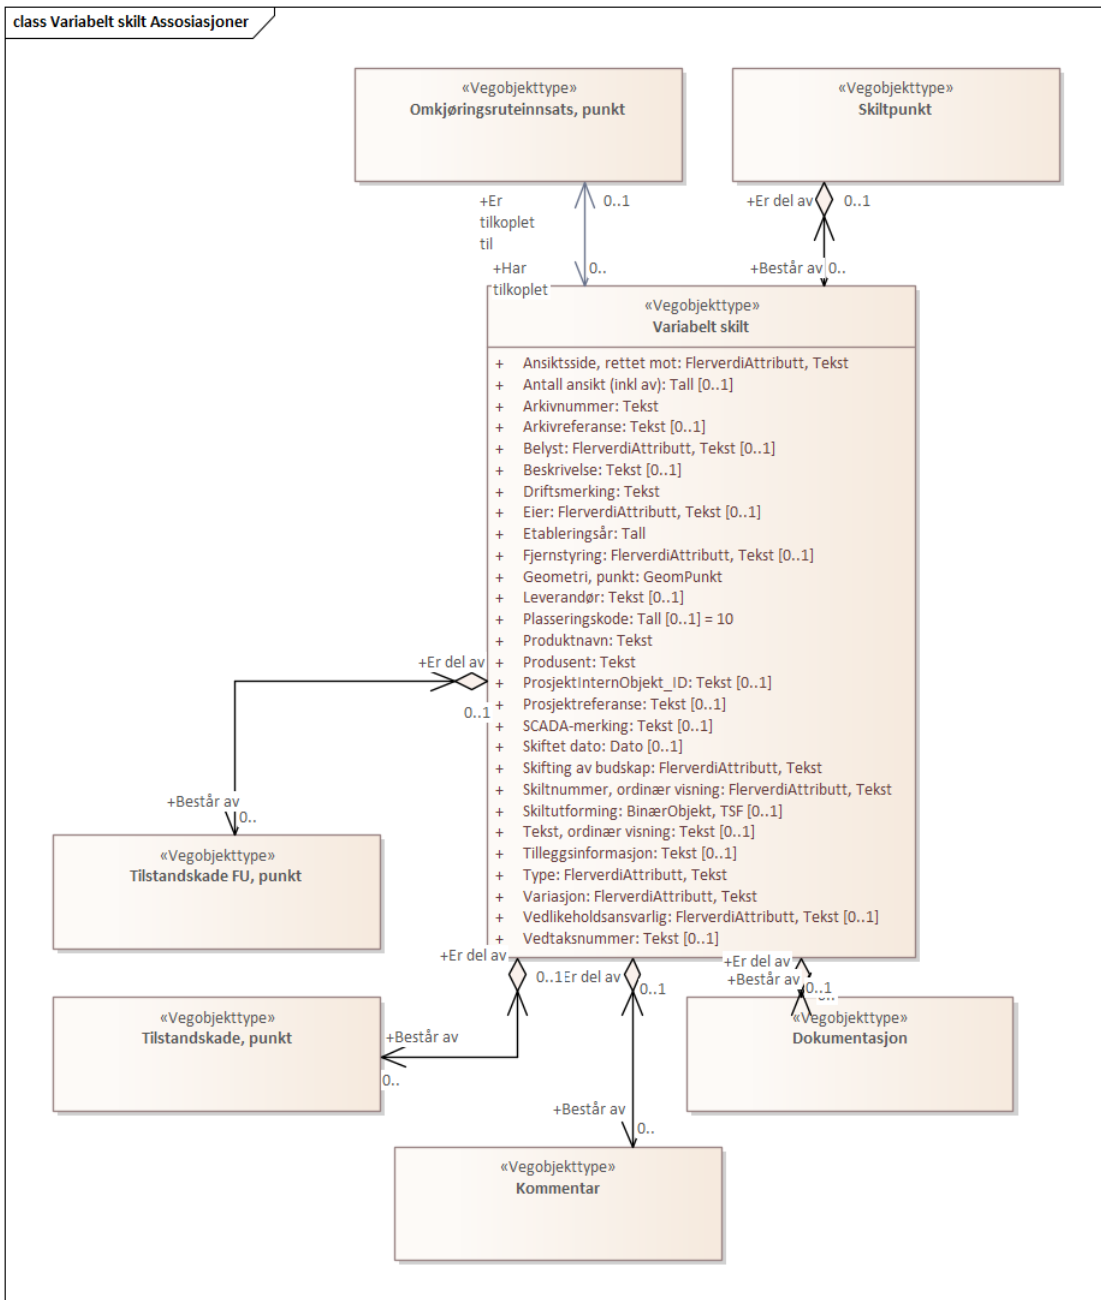 class Variabelt skilt Assosiasjoner
«Vegobjekttype»
Omkjøringsruteinnsats, punkt
«Vegobjekttype»
Skiltpunkt
+Er
tilkoplet
til
0..1
+Er del av
0..1
+Har
tilkoplet
0..
+Består av
0..
«Vegobjekttype»
Variabelt skilt
+ Ansiktsside, rettet mot: FlerverdiAttributt, Tekst
+ Antall ansikt (inkl av): Tall [0..1]
+ Arkivnummer: Tekst
+ Arkivreferanse: Tekst [0..1]
+ Belyst: FlerverdiAttributt, Tekst [0..1]
+ Beskrivelse: Tekst [0..1]
+ Driftsmerking: Tekst
+ Eier: FlerverdiAttributt, Tekst [0..1]
+ Etableringsår: Tall
+ Fjernstyring: FlerverdiAttributt, Tekst [0..1]
+ Geometri, punkt: GeomPunkt
+ Leverandør: Tekst [0..1]
+ Plasseringskode: Tall [0..1] = 10
+ Produktnavn: Tekst
+ Produsent: Tekst
+ ProsjektInternObjekt_ID: Tekst [0..1]
+ Prosjektreferanse: Tekst [0..1]
+ SCADA-merking: Tekst [0..1]
+ Skiftet dato: Dato [0..1]
+ Skifting av budskap: FlerverdiAttributt, Tekst
+ Skiltnummer, ordinær visning: FlerverdiAttributt, Tekst
+ Skiltutforming: BinærObjekt, TSF [0..1]
+ Tekst, ordinær visning: Tekst [0..1]
+ Tilleggsinformasjon: Tekst [0..1]
+ Type: FlerverdiAttributt, Tekst
+ Variasjon: FlerverdiAttributt, Tekst
+ Vedlikeholdsansvarlig: FlerverdiAttributt, Tekst [0..1]
+ Vedtaksnummer: Tekst [0..1]
+Er del av
0..1
+Består av
0..
«Vegobjekttype»
Tilstandskade FU, punkt
+Er del av
0..1
Er del av
0..1
+Er del av
+Består av
0..1
0..
«Vegobjekttype»
Tilstandskade, punkt
+Består av
0..
«Vegobjekttype»
Dokumentasjon
+Består av
0..
«Vegobjekttype»
Kommentar